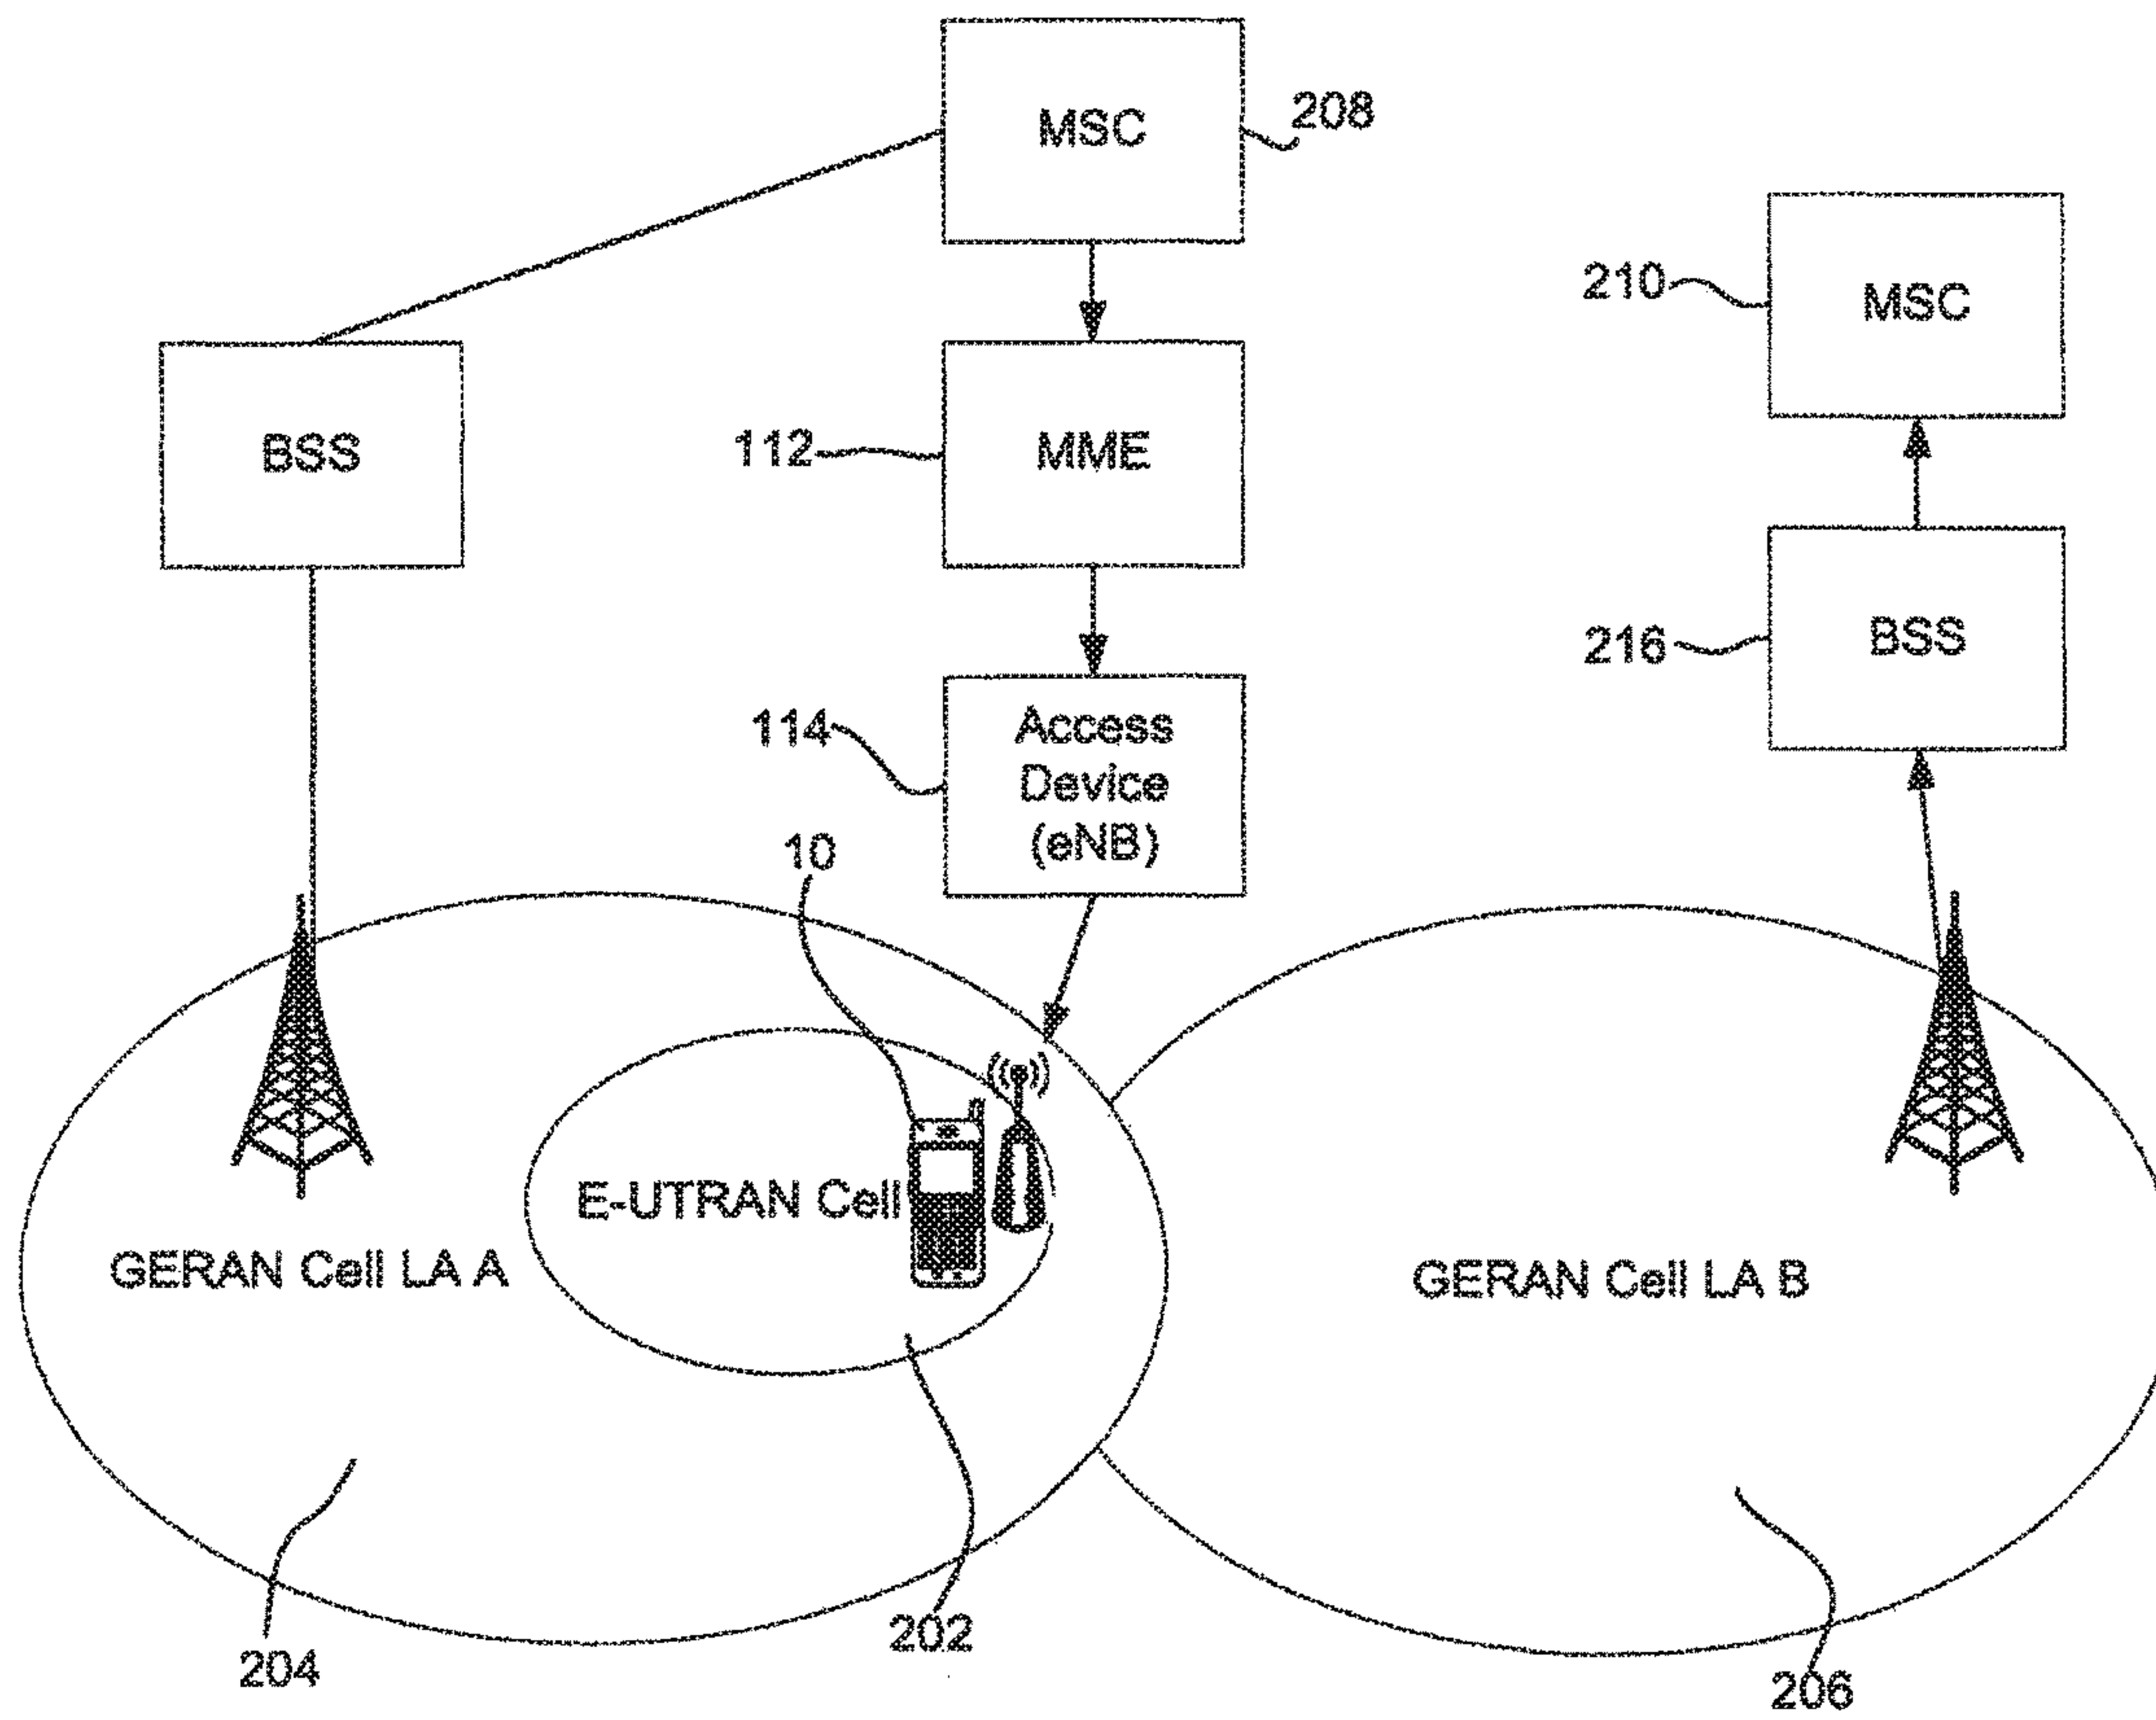 MSC
208
MSC
210
BSS
112
MME
216
BSS
114
Access
Device
(eNB)
10
E-UTRAN Cell
GERAN Cell LA A
GERAN Cell LA B
202
204
206